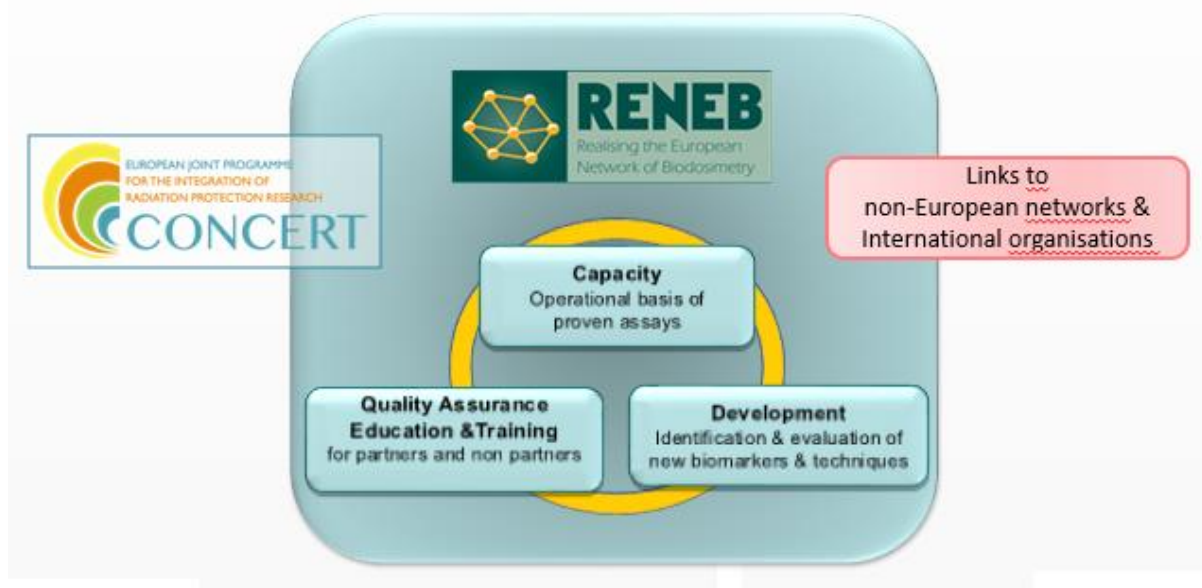 RENEB
Realising the European
Network of Biodosimetry
EUROPEAN JOINT PROGRAMME
FOR THE INTEGRATION OF
RADIATION PROTECTION RESEARCH
CONCERT
Links to
non-European networks &
International organisations
Capacity
Operational basis of
proven assays
Quality Assurance
Education &Training
for partners and non partners
Development
Identification & evaluation of
new biomarkers & techniques